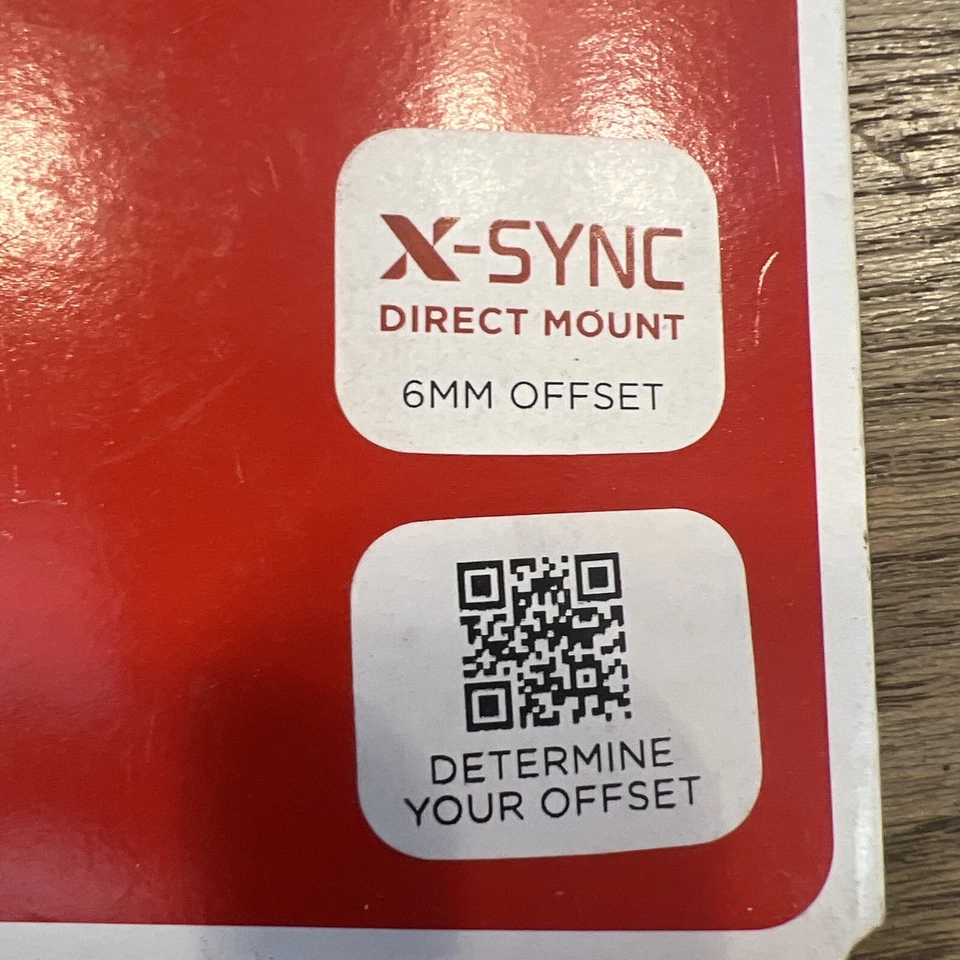 X-SYNC
DIRECT MOUNT
6MM OFFSET
DETERMINE
YOUR OFFSET